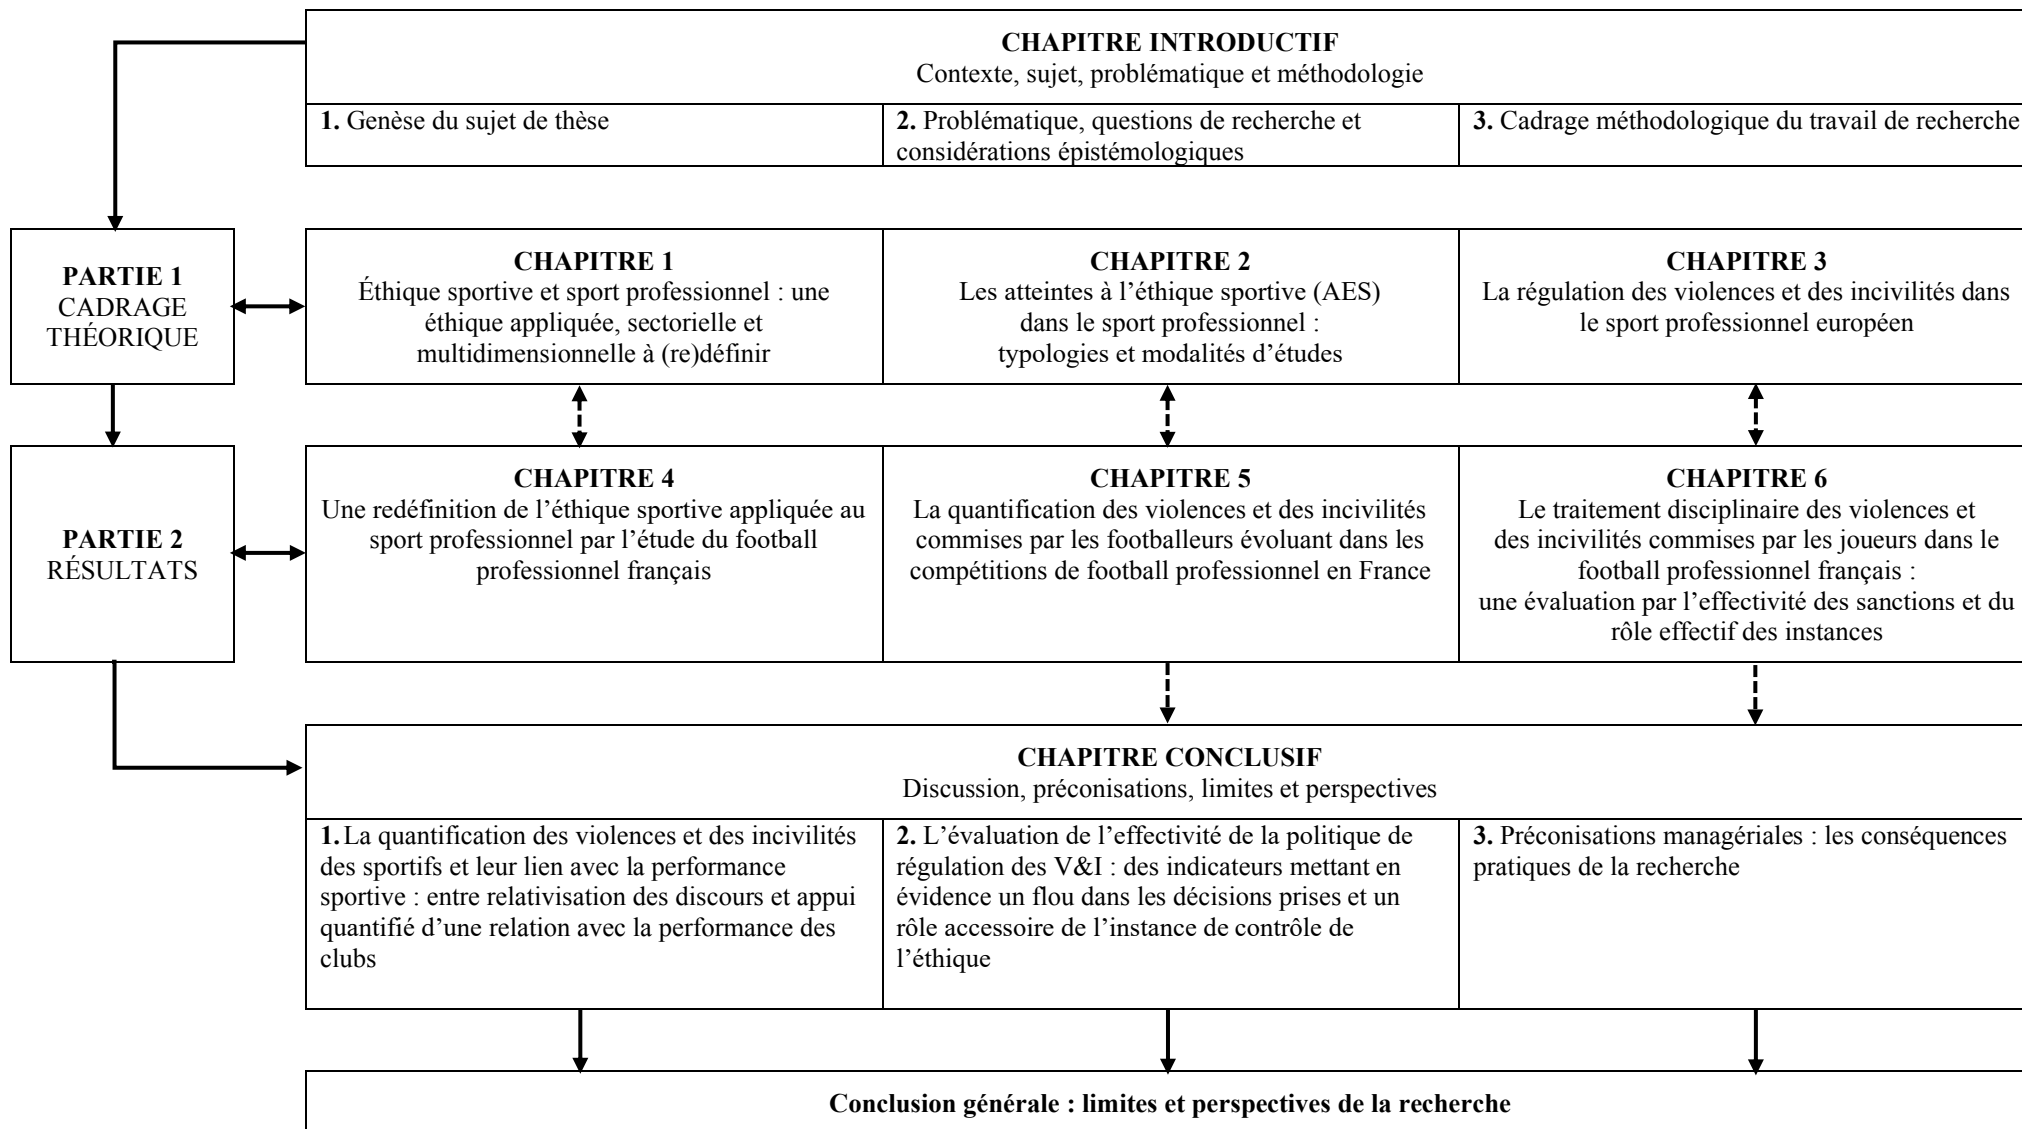 CHAPITRE INTRODUCTIF
Contexte, sujet, problématique et méthodologie
1. Genèse du sujet de thèse
2. Problématique, questions de recherche et
considérations épistémologiques
3. Cadrage méthodologique du travail de recherche
PARTIE 1
CADRAGE
THÉORIQUE
CHAPITRE 1
Éthique sportive et sport professionnel : une
éthique appliquée, sectorielle et
multidimensionnelle à (re)définir
CHAPITRE 2
Les atteintes à l’éthique sportive (AES)
dans le sport professionnel :
typologies et modalités d’études
CHAPITRE 3
La régulation des violences et des incivilités dans
le sport professionnel européen
PARTIE 2
RÉSULTATS
CHAPITRE 4
Une redéfinition de l’éthique sportive appliquée au
sport professionnel par l’étude du football
professionnel français
CHAPITRE 5
La quantification des violences et des incivilités
commises par les footballeurs évoluant dans les
compétitions de football professionnel en France
CHAPITRE 6
Le traitement disciplinaire des violences et
des incivilités commises par les joueurs dans le
football professionnel français :
une évaluation par l’effectivité des sanctions et du
rôle effectif des instances
CHAPITRE CONCLUSIF
Discussion, préconisations, limites et perspectives
1. La quantification des violences et des incivilités
des sportifs et leur lien avec la performance
sportive : entre relativisation des discours et appui
quantifié d’une relation avec la performance des
clubs
2. L’évaluation de l’effectivité de la politique de
régulation des V&I : des indicateurs mettant en
évidence un flou dans les décisions prises et un
rôle accessoire de l’instance de contrôle de
l’éthique
3. Préconisations managériales : les conséquences
pratiques de la recherche
Conclusion générale : limites et perspectives de la recherche